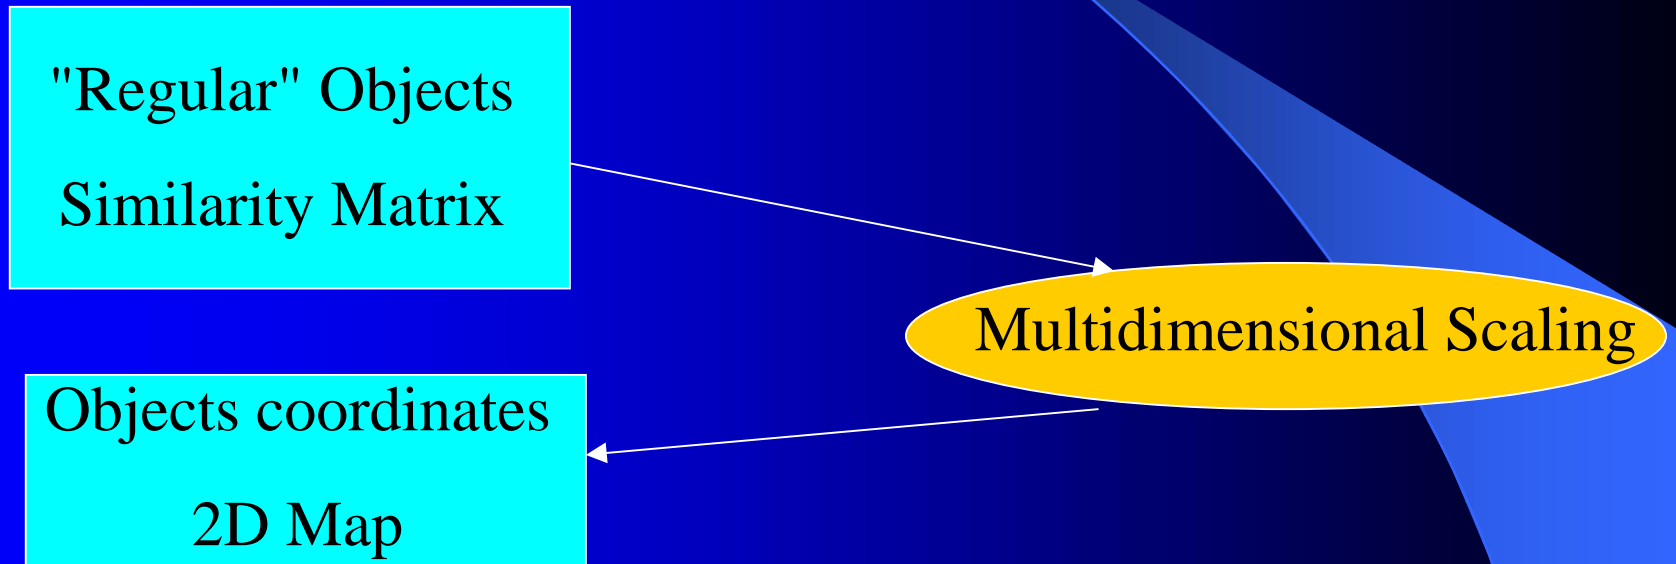 "Regular" Objects
Similarity Matrix
Multidimensional Scaling
Objects coordinates
2D Map